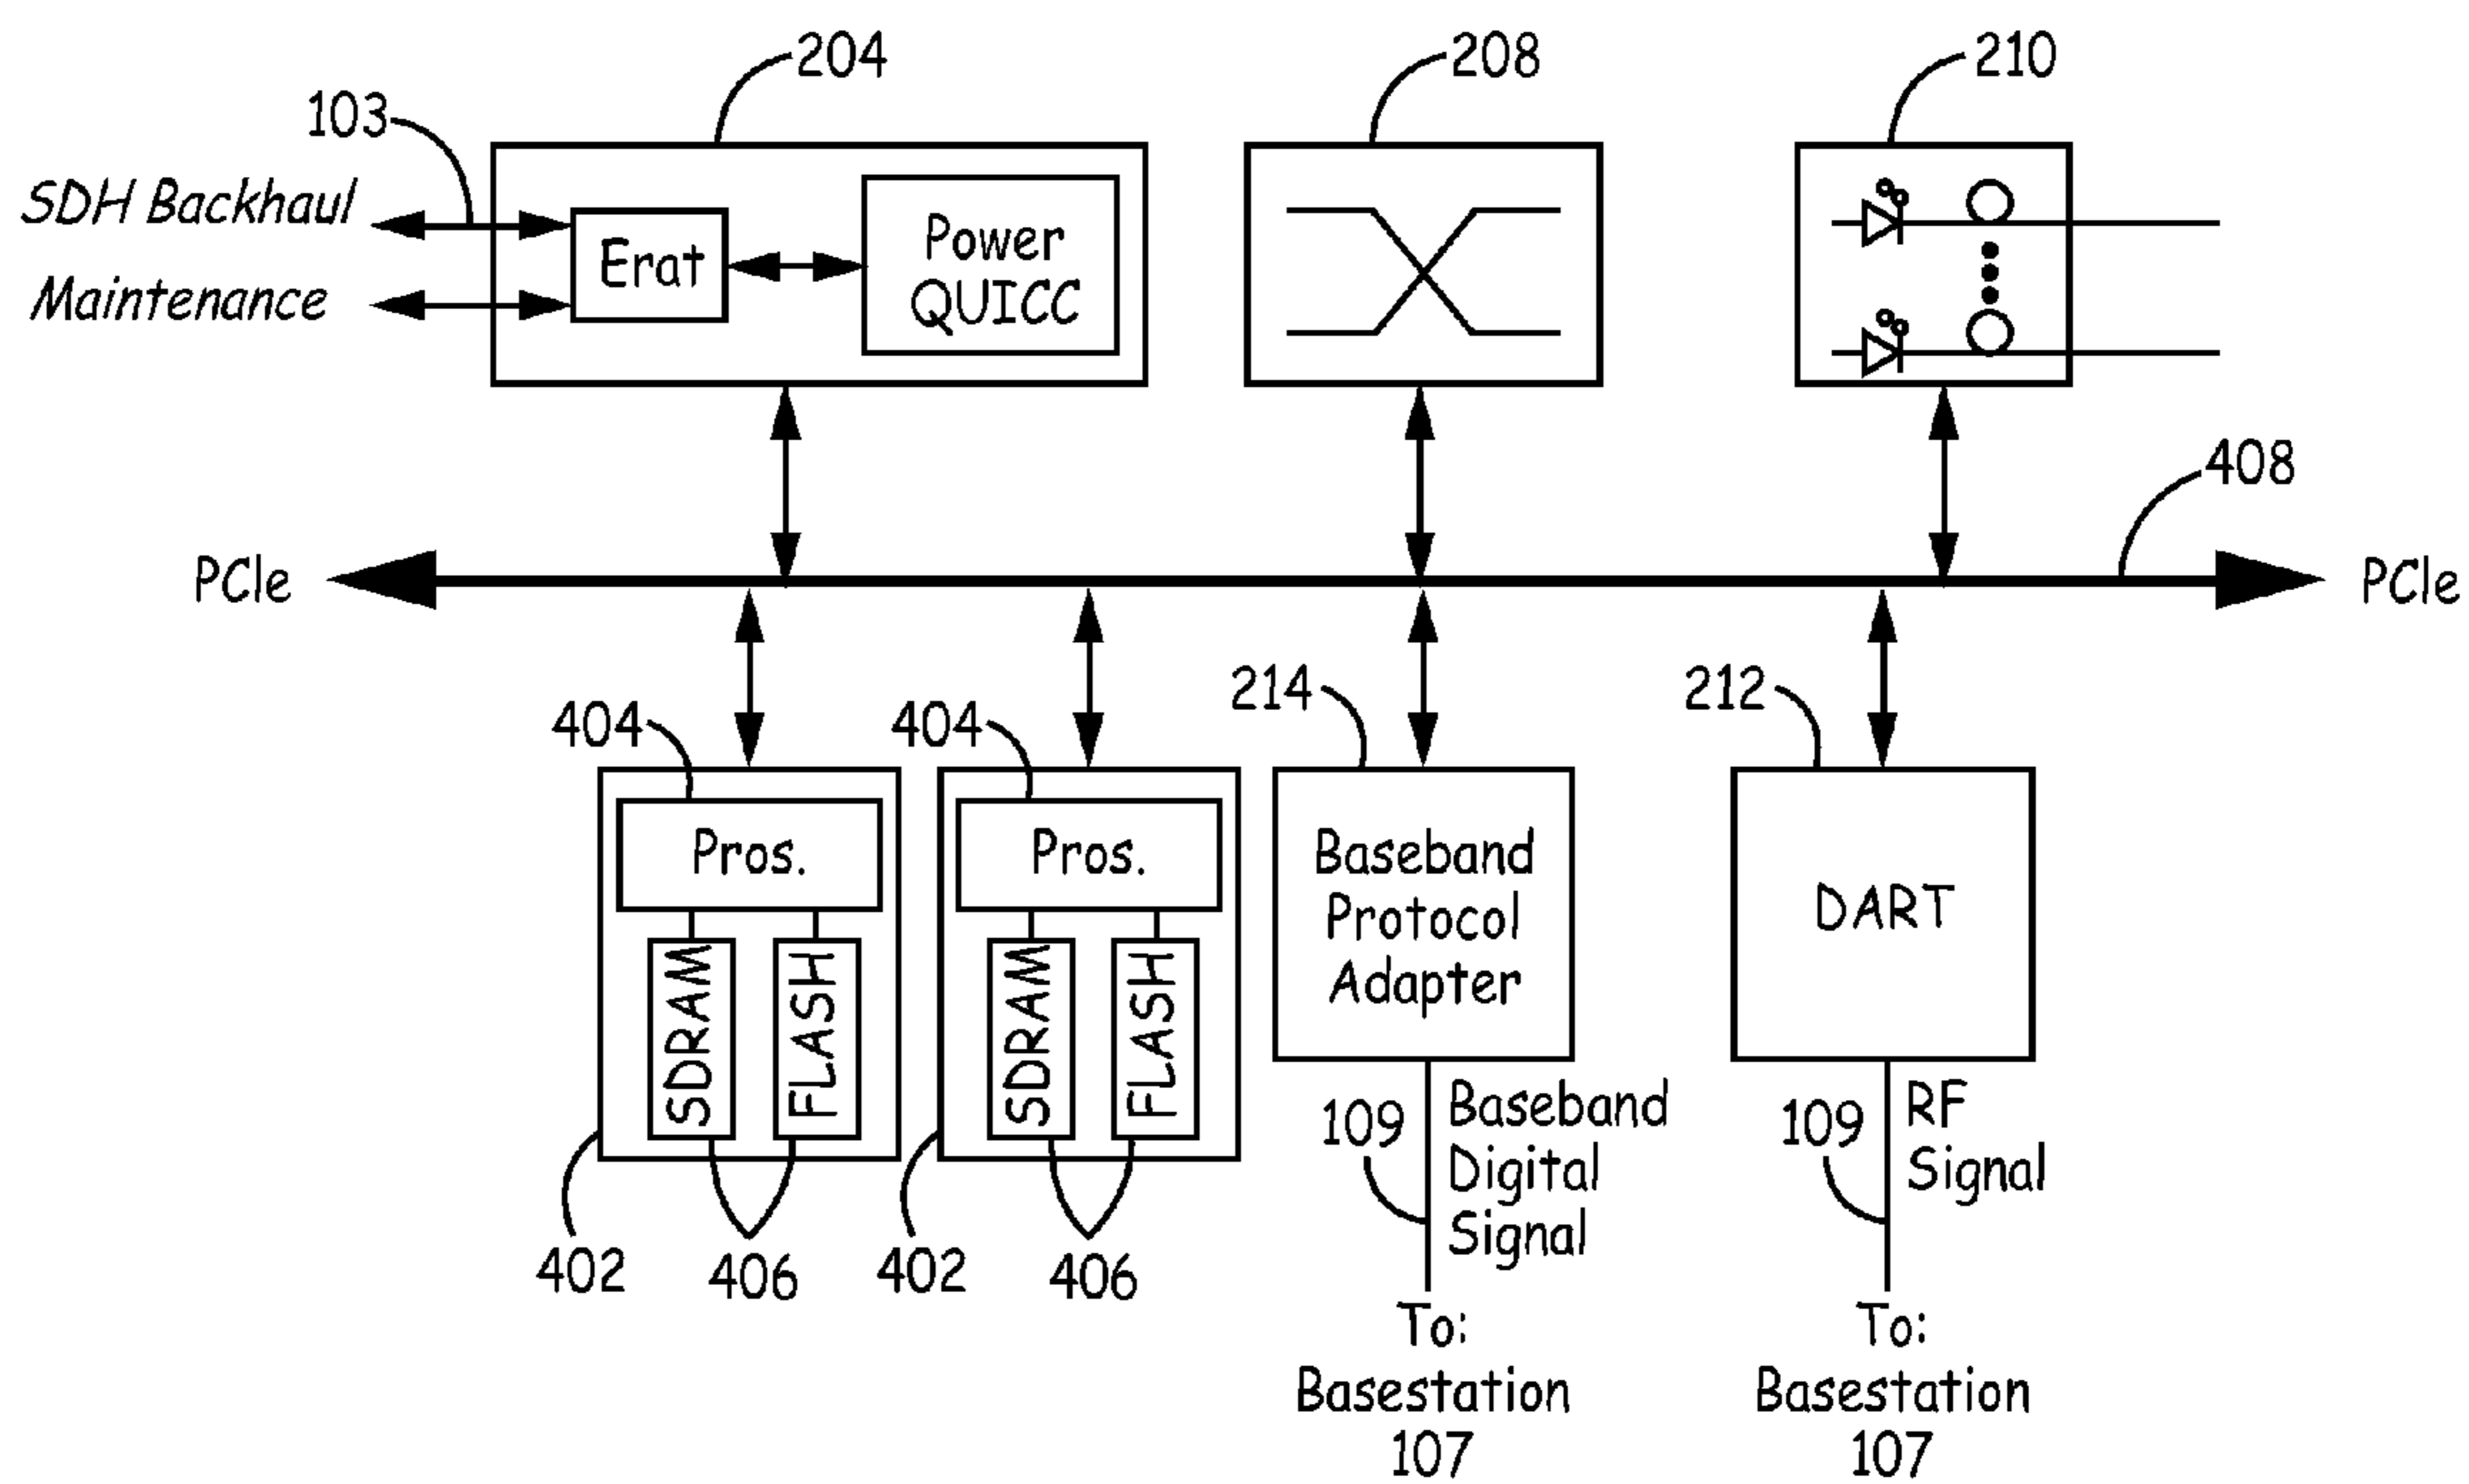 204
208
210
103
SDH Backhaul
Maintenance
Erat
Power
QUICC
408
PCIe
PCIe
404
404
214
212
Pros.
Pros.
SDRAM
FLASH
SDRAM
FLASH
Baseband
Protocol
Adapter
DART
402
406
402
406
109
Baseband
Digital
Signal
109
RF
Signal
To:
Basestation
107
To:
Basestation
107